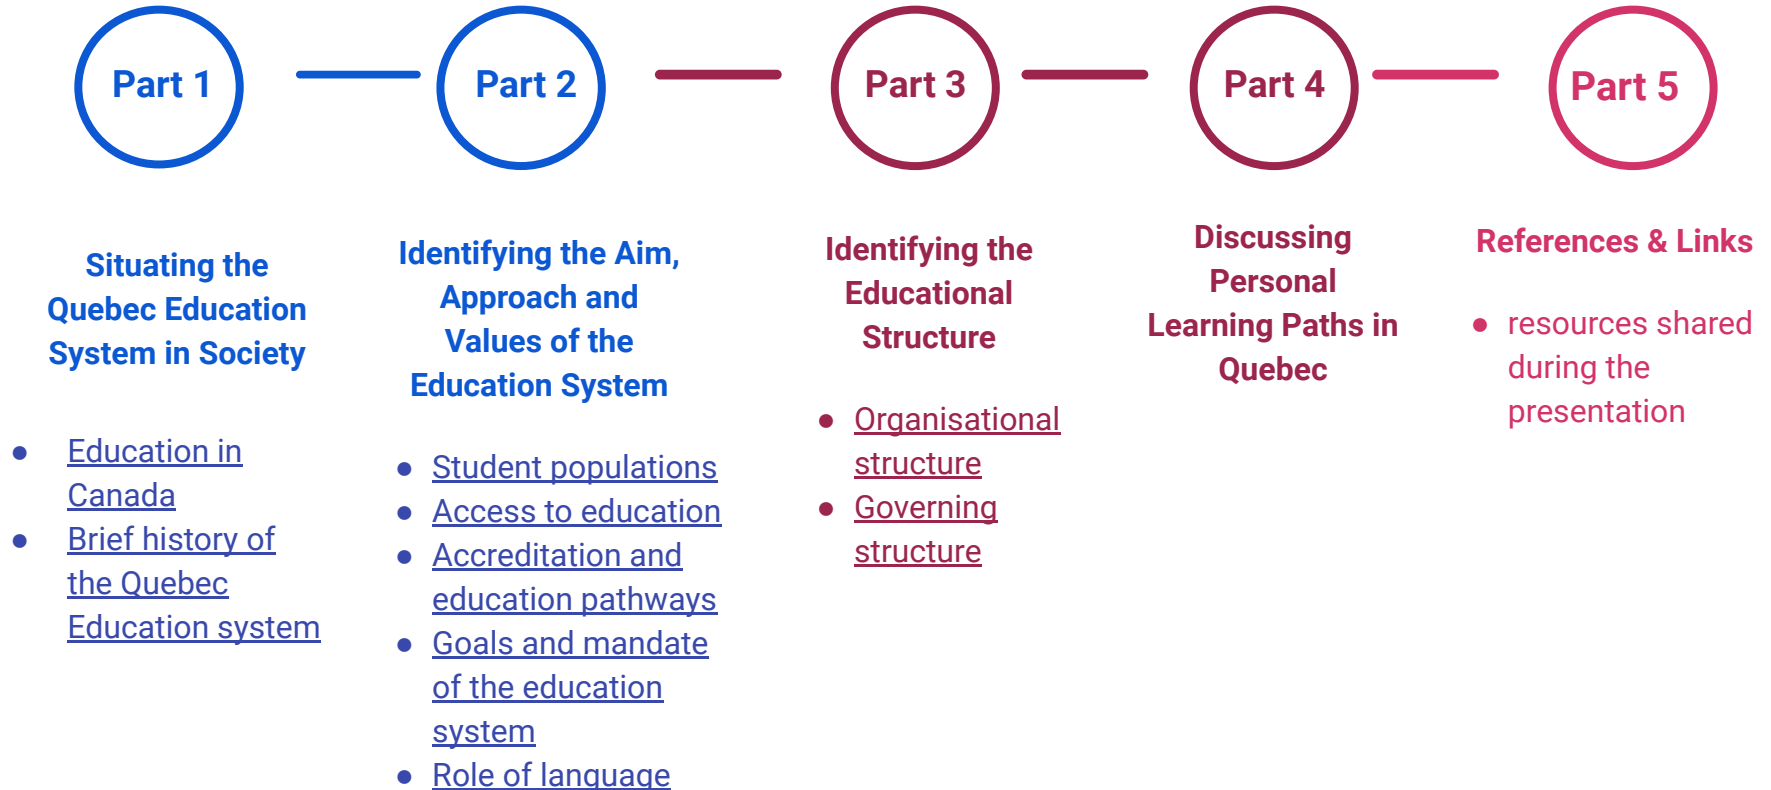 Part 1
Part 2
Part 3
Part 4
Part 5
Situating the
Quebec Education
System in Society
● Education in
Canada
● Brief history of
the Quebec
Education system
Identifying the Aim,
Approach and
Values of the
Education System
● Student populations
● Access to education
● Accreditation and
education pathways
● Goals and mandate
of the education
system
● Role of language
Identifying the
Educational
Structure
● Organisational
structure
● Governing
structure
Discussing
Personal
Learning Paths in
Quebec
References & Links
● resources shared
during the
presentation